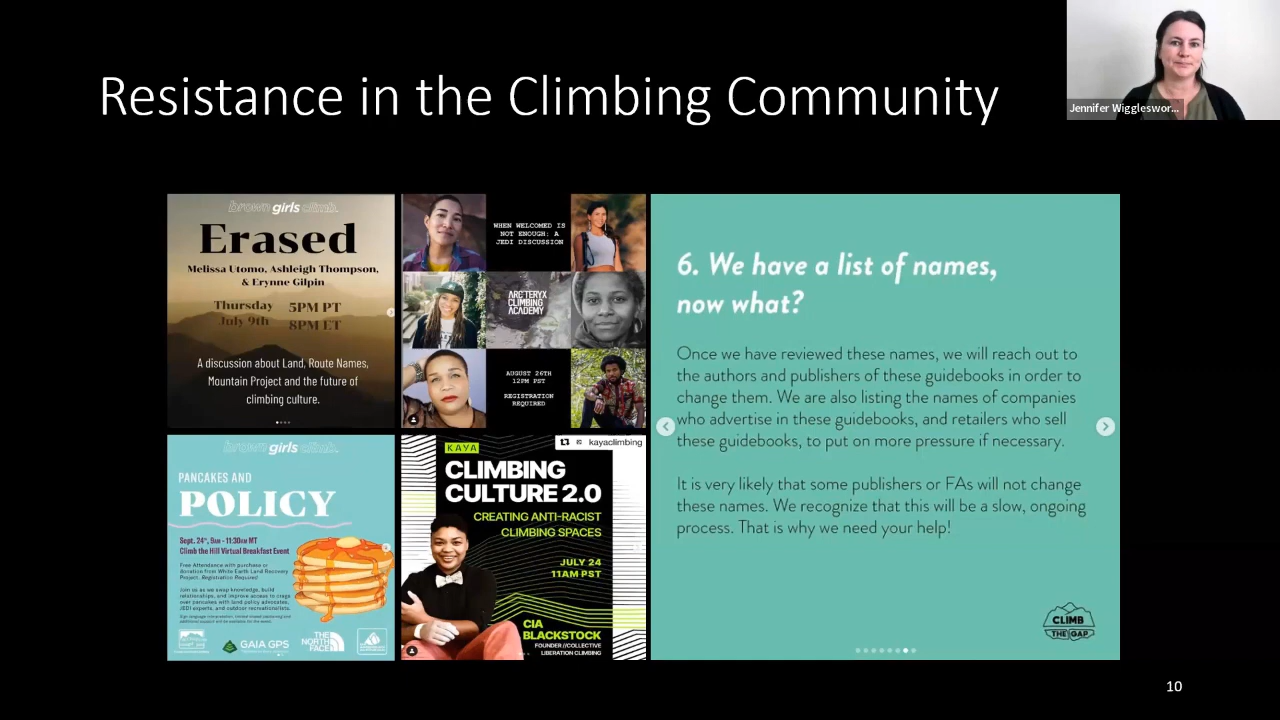 Resistance in the Climbing Community
Jennifer Wiggleswor...
brown girls climb.
Erased
Melissa Utomo, Ashleigh Thompson,
& Erynne Gilpin
Thursday 5PM PT
July 9th 8PM ET
A discussion about Land, Route Names,
Mountain Project and the future of
climbing culture.
WHEN WELCOMED IS
NOT ENOUGH: A
JEDI DISCUSSION
ARC'TERYX
CLIMBING
ACADEMY
AUGUST 26TH
12PM PST
REGISTRATION
REQUIRED
brown girls climb.
PANCAKES AND
POLICY
Sept. 24th, 9AM - 11:30AM MT
Climb the Hill Virtual Breakfast Event
Free Attendance with purchase or
donation from White Earth Land Recovery
Project. Registration Required
Join us as we swap knowledge, build
relationships, and improve access to crags
over pancakes with land policy advocates,
JEDI experts, and outdoor recreationalists.
GAIA GPS
THE
NORTH
FACE
kayaclimbing
KAYA
CLIMBING
CULTURE 2.0
CREATING ANTI-RACIST
CLIMBING SPACES
JULY 24
11AM PST
CIA
BLACKSTOCK
FOUNDER //COLLECTIVE
LIBERATION CLIMBING
6. We have a list of names,
now what?
Once we have reviewed these names, we will reach out to
the authors and publishers of these guidebooks in order to
change them. We are also listing the names of companies
who advertise in these guidebooks, and retailers who sell
these guidebooks, to put on more pressure if necessary.
It is very likely that some publishers or FAs will not change
these names. We recognize that this will be a slow, ongoing
process. That is why we need your help!
CLIMB
THE GAP
10